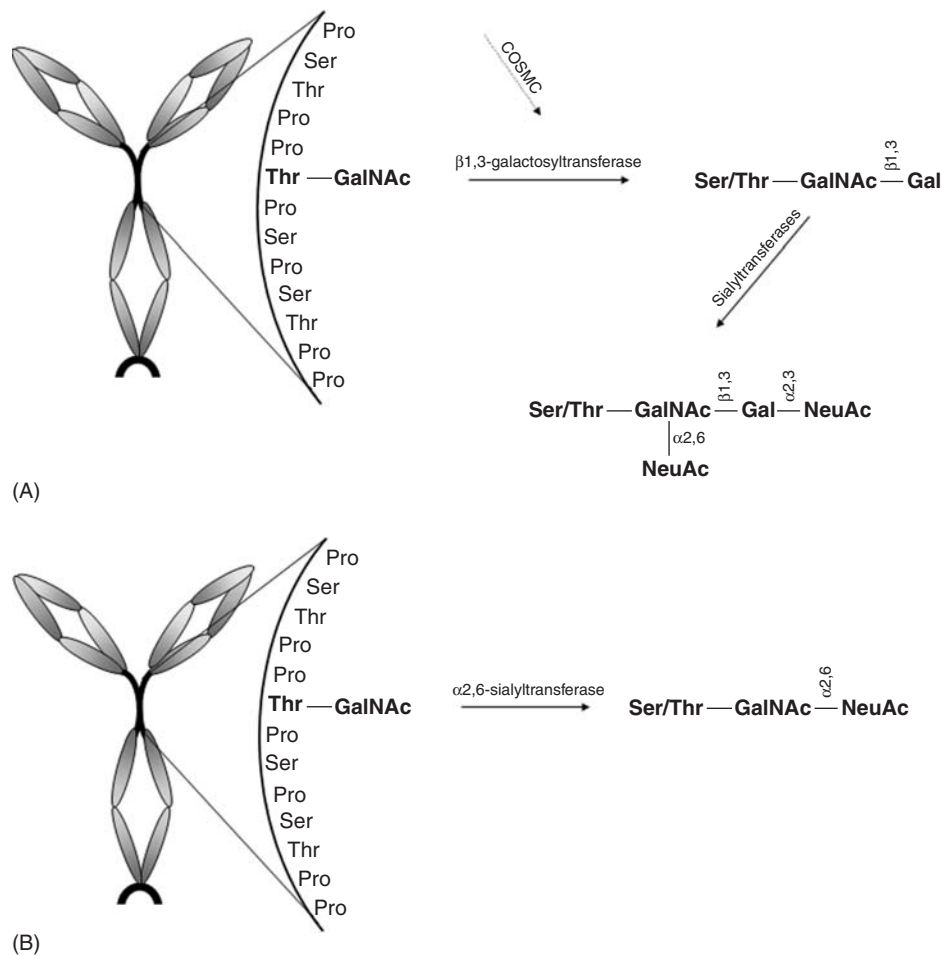 Pro
Ser
Thr
Pro
Pro
Thr — GalNAc
Pro
Ser
Pro
Ser
Thr
Pro
Pro
COSMC
β1,3-galactosyltransferase
Ser/Thr — GalNAc — Gal
β1,3
Sialyltransferases
β1,3
α2,3
Ser/Thr — GalNAc — Gal — NeuAc
α2,6
NeuAc
(A)
Pro
Ser
Thr
Pro
Pro
Thr — GalNAc
Pro
Ser
Pro
Ser
Thr
Pro
Pro
α2,6-sialyltransferase
α2,6
Ser/Thr — GalNAc — NeuAc
(B)